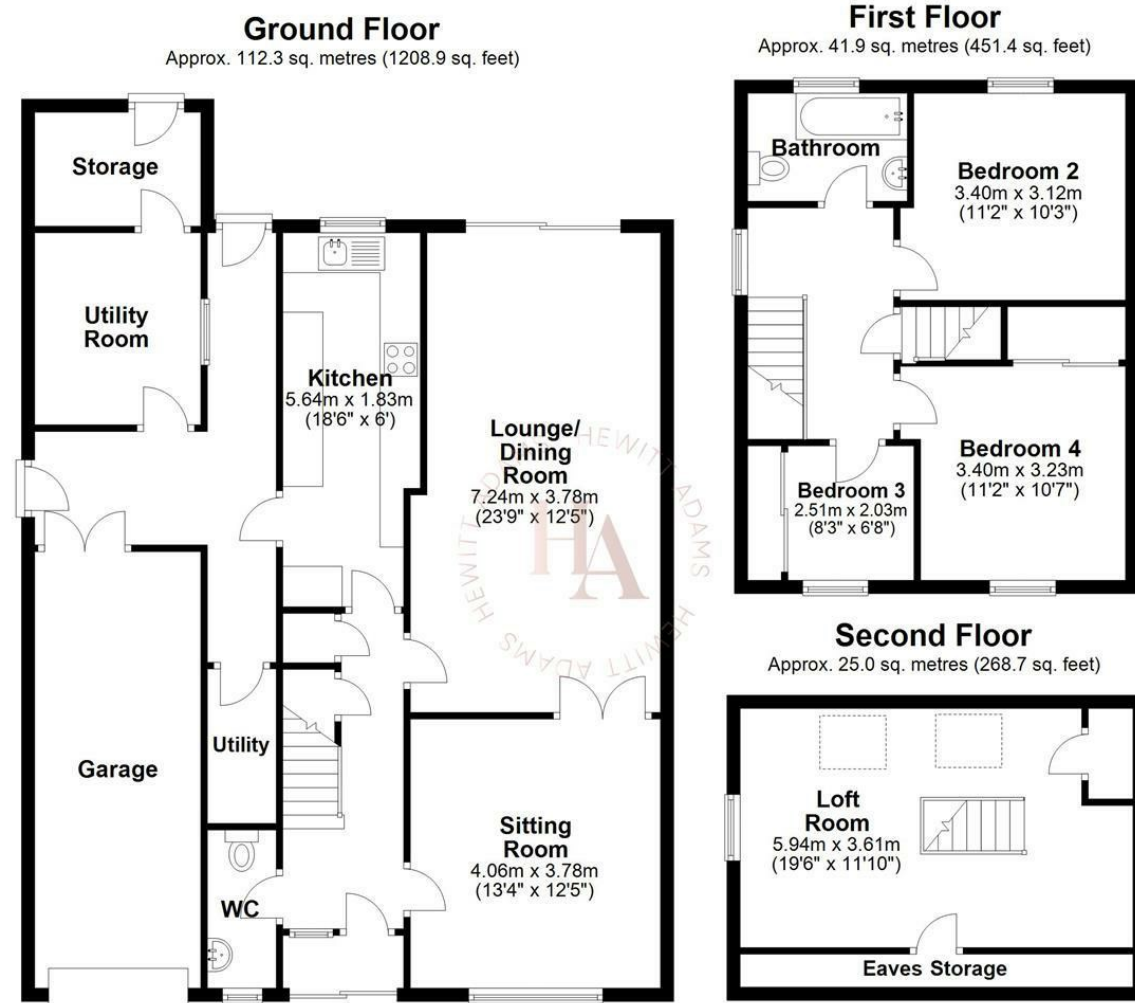 Ground Floor
Approx. 112.3 sq. metres (1208.9 sq. feet)
Storage
Utility
Room
Kitchen
5.64m x 1.83m
(18'6" x 6')
Lounge/
Dining
Room
7.24m x 3.78m
(23'9" x 12'5")
Garage
Utility
WC
Sitting
Room
4.06m x 3.78m
(13'4" x 12'5")
HEWITT ADAMS HEWITT ADAMS HEWITT ADAMS
HA
First Floor
Approx. 41.9 sq. metres (451.4 sq. feet)
Bathroom
Bedroom 2
3.40m x 3.12m
(11'2" x 10'3")
Bedroom 3
2.51m x 2.03m
(8'3" x 6'8")
Bedroom 4
3.40m x 3.23m
(11'2" x 10'7")
Second Floor
Approx. 25.0 sq. metres (268.7 sq. feet)
Loft
Room
5.94m x 3.61m
(19'6" x 11'10")
Eaves Storage